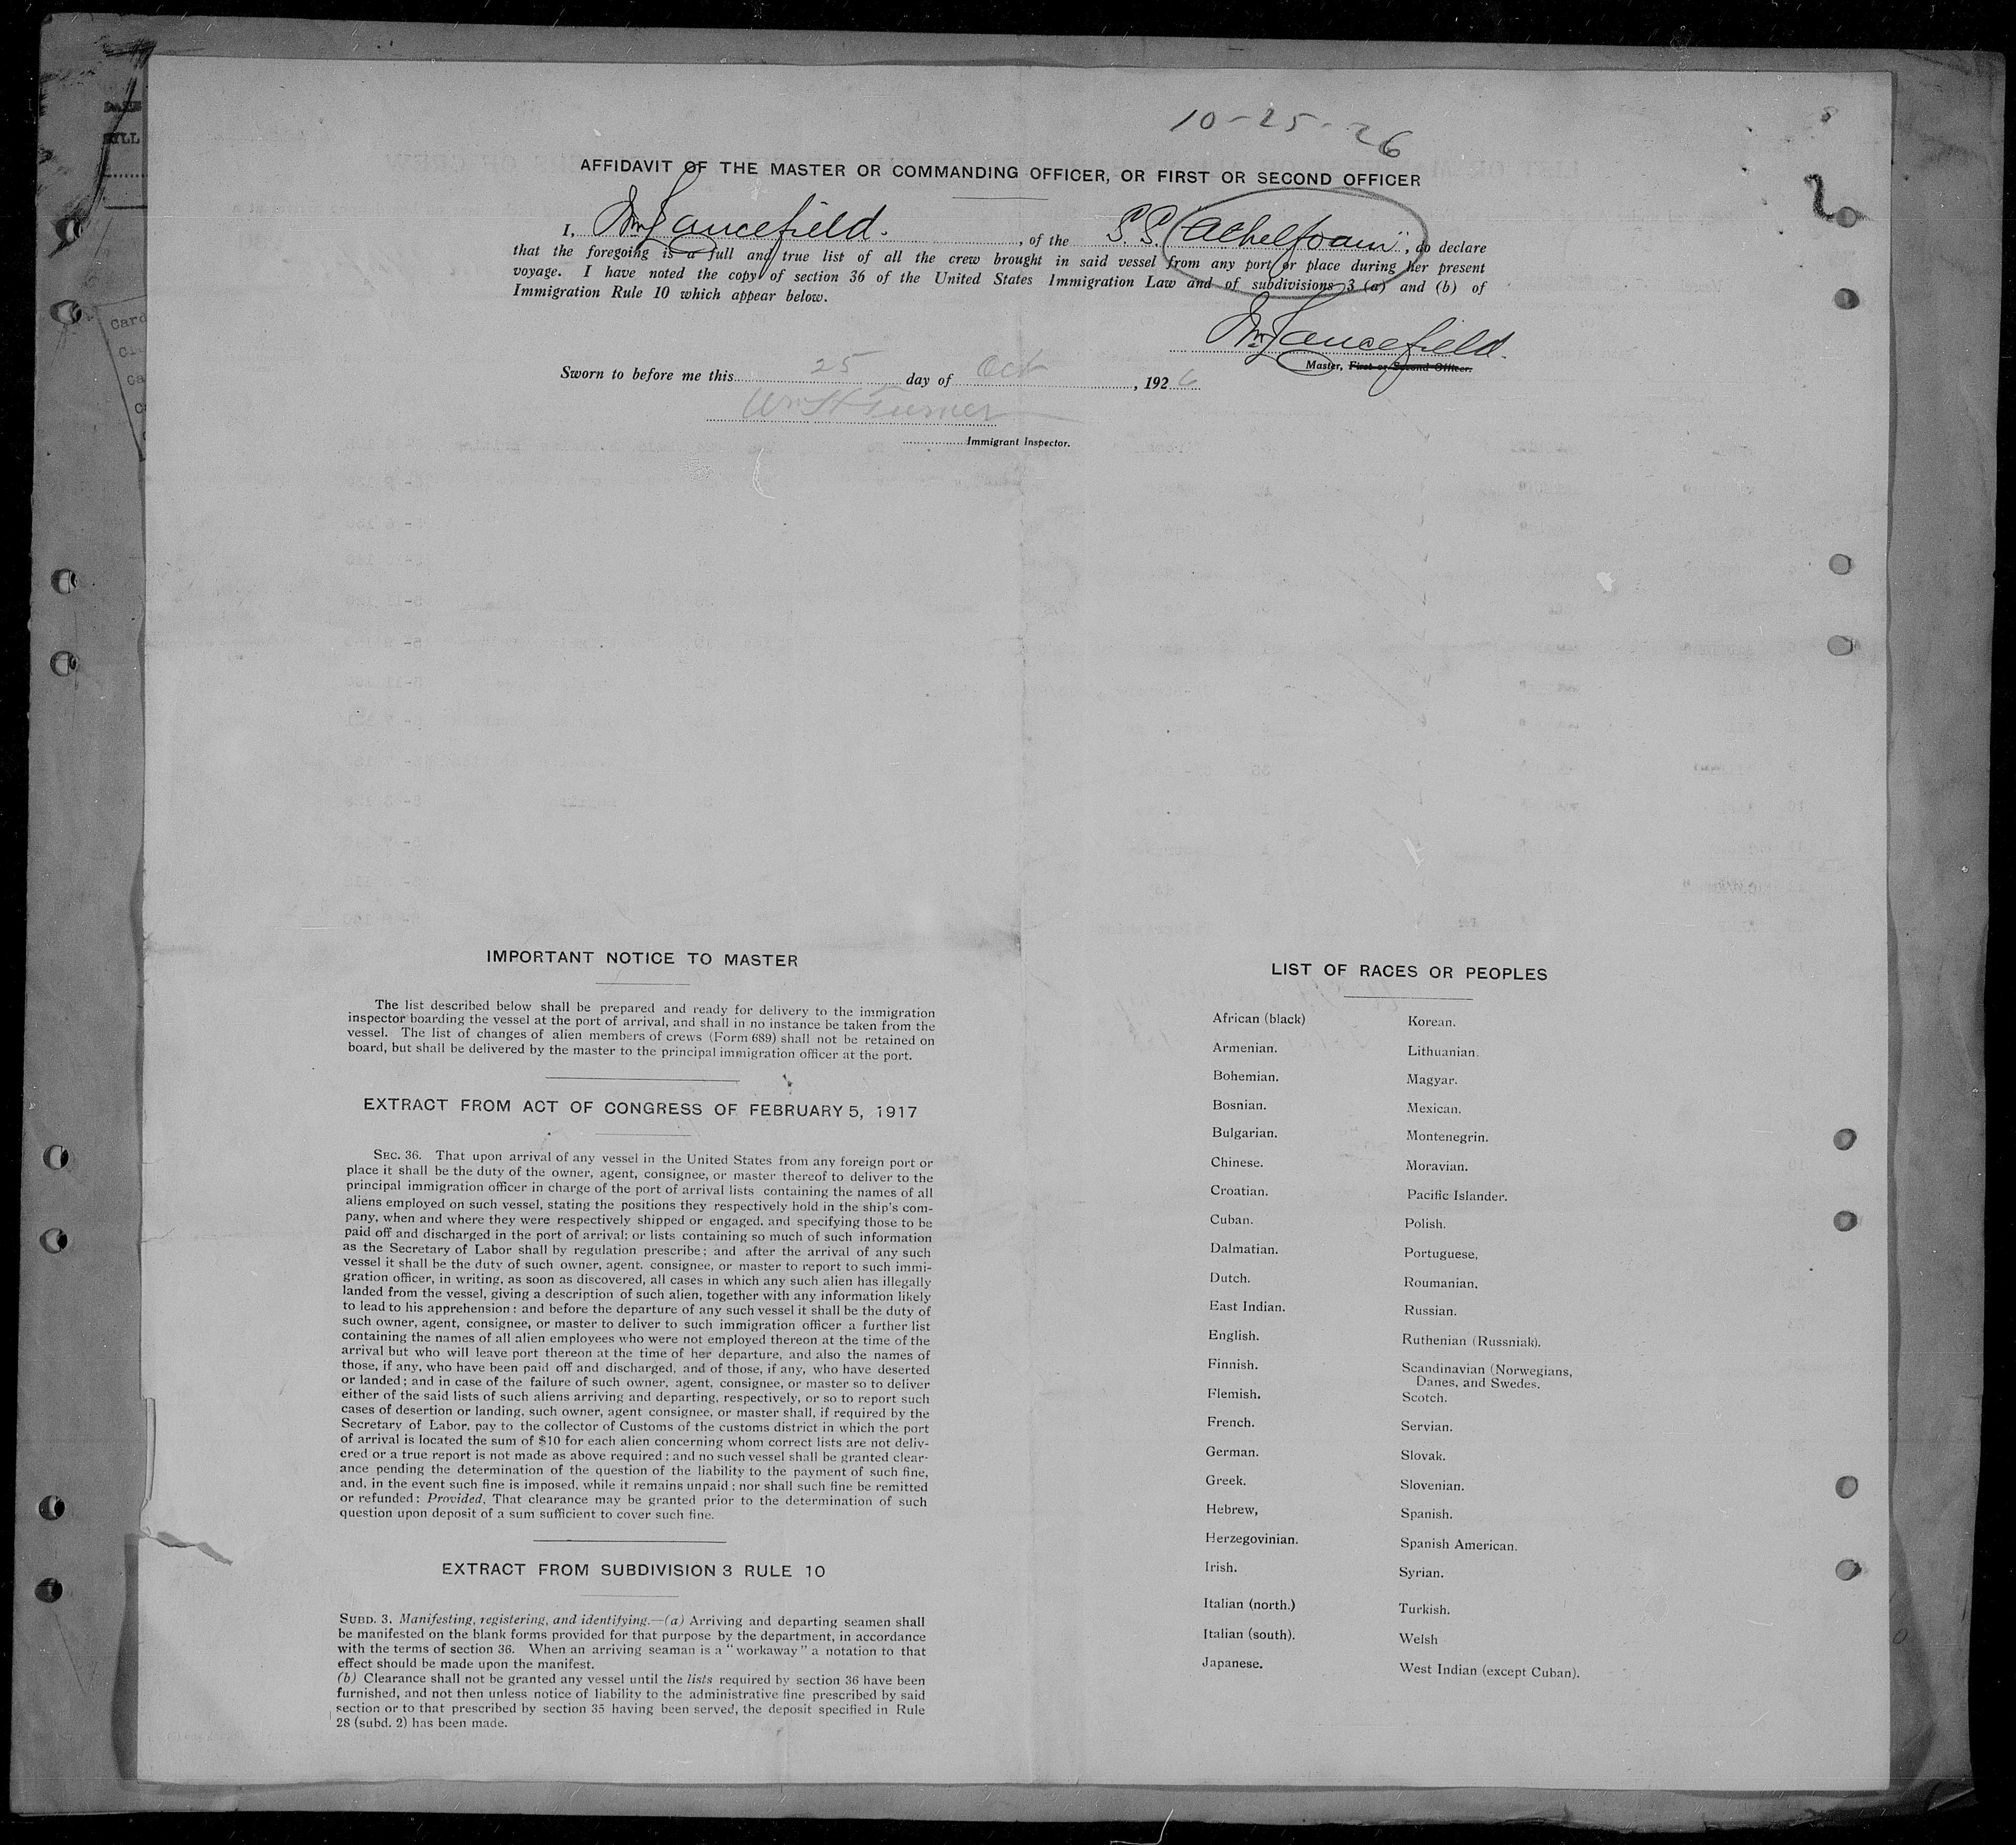 10-25-26
2
AFFIDAVIT OF THE MASTER OR COMMANDING OFFICER, OR FIRST OR SECOND OFFICER
I, Wm Lancefield. , of the S.S. "Athelfoam", do declare
that the foregoing is a full and true list of all the crew brought in said vessel from any port or place during her present
voyage. I have noted the copy of section 36 of the United States Immigration Law and of subdivisions 3 (a) and (b) of
Immigration Rule 10 which appear below.
Wm Lancefield.
Master, First or Second Officer.
Sworn to before me this 25 day of Oct , 192 6
Wm H Turner
Immigrant Inspector.
IMPORTANT NOTICE TO MASTER
The list described below shall be prepared and ready for delivery to the immigration
inspector boarding the vessel at the port of arrival, and shall in no instance be taken from the
vessel. The list of changes of alien members of crews (Form 689) shall not be retained on
board, but shall be delivered by the master to the principal immigration officer at the port.
EXTRACT FROM ACT OF CONGRESS OF FEBRUARY 5, 1917
SEC. 36. That upon arrival of any vessel in the United States from any foreign port or
place it shall be the duty of the owner, agent, consignee, or master thereof to deliver to the
principal immigration officer in charge of the port of arrival lists containing the names of all
aliens employed on such vessel, stating the positions they respectively hold in the ship's com-
pany, when and where they were respectively shipped or engaged. and specifying those to be
paid off and discharged in the port of arrival; or lists containing so much of such information
as the Secretary of Labor shall by regulation prescribe; and after the arrival of any such
vessel it shall be the duty of such owner, agent. consignee, or master to report to such immi-
gration officer, in writing, as soon as discovered, all cases in which any such alien has illegally
landed from the vessel, giving a description of such alien, together with any information likely
to lead to his apprehension; and before the departure of any such vessel it shall be the duty of
such owner, agent, consignee, or master to deliver to such immigration officer a further list
containing the names of all alien employees who were not employed thereon at the time of the
arrival but who will leave port thereon at the time of her departure, and also the names of
those, if any, who have been paid off and discharged, and of those, if any, who have deserted
or landed; and in case of the failure of such owner, agent, consignee, or master so to deliver
either of the said lists of such aliens arriving and departing, respectively, or so to report such
cases of desertion or landing, such owner, agent consignee, or master shall, if required by the
Secretary of Labor, pay to the collector of Customs of the customs district in which the port
of arrival is located the sum of $10 for each alien concerning whom correct lists are not deliv-
ered or a true report is not made as above required; and no such vessel shall be granted clear-
ance pending the determination of the question of the liability to the payment of such fine,
and, in the event such fine is imposed, while it remains unpaid; nor shall such fine be remitted
or refunded: Provided, That clearance may be granted prior to the determination of such
question upon deposit of a sum sufficient to cover such fine.
EXTRACT FROM SUBDIVISION 3 RULE 10
SUBD. 3. Manifesting, registering, and identifying.—(a) Arriving and departing seamen shall
be manifested on the blank forms provided for that purpose by the department, in accordance
with the terms of section 36. When an arriving seaman is a "workaway" a notation to that
effect should be made upon the manifest.
(b) Clearance shall not be granted any vessel until the lists required by section 36 have been
furnished, and not then unless notice of liability to the administrative fine prescribed by said
section or to that prescribed by section 35 having been served, the deposit specified in Rule
28 (subd. 2) has been made.
LIST OF RACES OR PEOPLES
African (black)
Armenian.
Bohemian.
Bosnian.
Bulgarian.
Chinese.
Croatian.
Cuban.
Dalmatian.
Dutch.
East Indian.
English.
Finnish.
Flemish.
French.
German.
Greek.
Hebrew,
Herzegovinian.
Irish.
Italian (north.)
Italian (south).
Japanese.
Korean.
Lithuanian.
Magyar.
Mexican.
Montenegrin.
Moravian.
Pacific Islander.
Polish.
Portuguese,
Roumanian.
Russian.
Ruthenian (Russniak).
Scandinavian (Norwegians,
Danes, and Swedes.
Scotch.
Servian.
Slovak.
Slovenian.
Spanish.
Spanish American.
Syrian.
Turkish.
Welsh
West Indian (except Cuban).